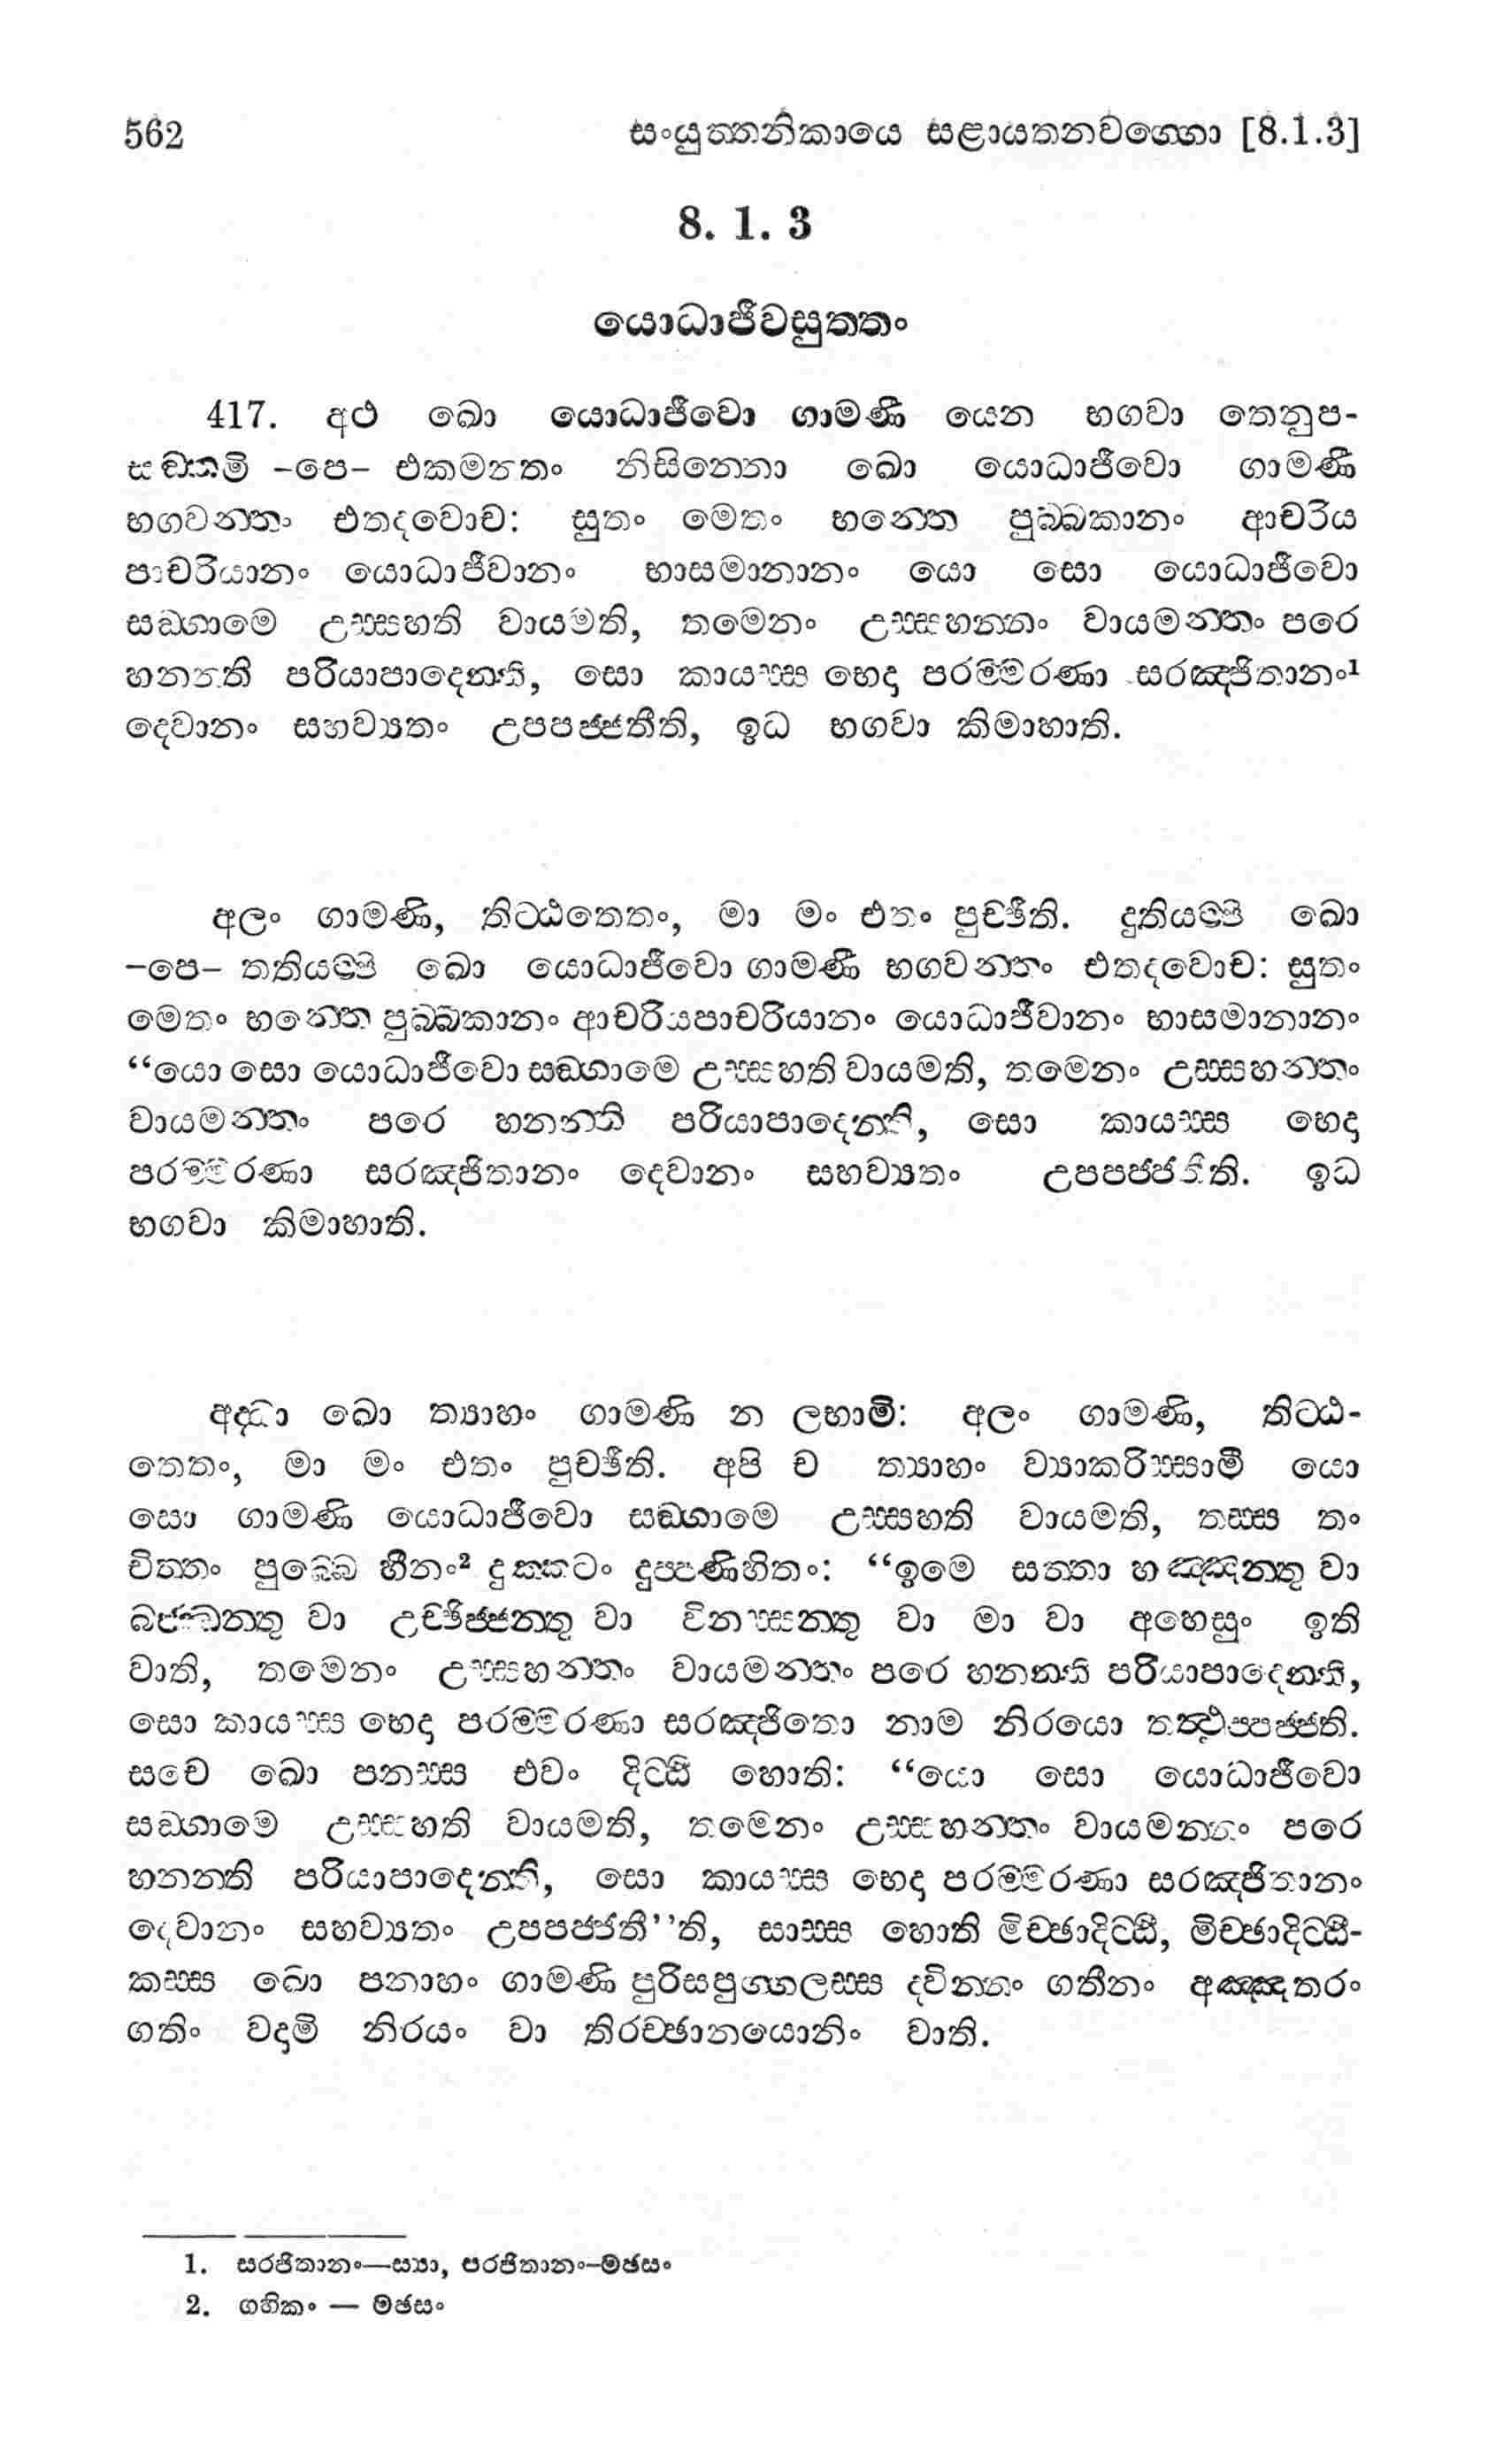 562 සංයුත්තනිකායෙ සළායතනවග්ගො [8.1.3]
8. 1. 3
යොධාජීවසුත්තං
417. අථ ඛො යොධාජීවො ගාමණී යෙන භගවා තෙනුප-
සඞ්කමි -පෙ- එකමන්තං නිසින්නො ඛො යොධාජීවො ගාමණී
භගවන්තං එතදවොච: සුතං මෙතං භන්තෙ පුබ්බකානං ආචරිය
පාචරියානං යොධාජීවානං භාසමානානං යො සො යොධාජීවො
සඞ්ගාමෙ උස්සහති වායමති, තමෙනං උස්සහන්තං වායමන්තං පරෙ
හනන්ති පරියාපාදෙන්ති, සො කායස්ස භෙදා පරම්මරණා සරඤ්ජිතානං¹
දෙවානං සහව්‍යතං උපපජ්ජතීති, ඉධ භගවා කිමාහාති.
අලං ගාමණි, තිට්ඨතෙතං, මා මං එතං පුච්ඡීති. දුතියම්පි ඛො
-පෙ- තතියම්පි ඛො යොධාජීවො ගාමණී භගවන්තං එතදවොච: සුතං
මෙතං භන්තෙ පුබ්බකානං ආචරියපාචරියානං යොධාජීවානං භාසමානානං
“යො සො යොධාජීවො සඞ්ගාමෙ උස්සහති වායමති, තමෙනං උස්සහන්තං
වායමන්තං පරෙ හනන්ති පරියාපාදෙන්ති, සො කායස්ස භෙදා
පරම්මරණා සරඤ්ජිතානං දෙවානං සහව්‍යතං උපපජ්ජතීති. ඉධ
භගවා කිමාහාති.
අද්ධා ඛො ත්‍යාහං ගාමණි න ලභාමි: අලං ගාමණි, තිට්ඨ-
තෙතං, මා මං එතං පුච්ඡීති. අපි ච ත්‍යාහං ව්‍යාකරිස්සාමි යො
සො ගාමණි යොධාජීවො සඞ්ගාමෙ උස්සහති වායමති, තස්ස තං
චිත්තං පුබ්බෙ හීනං² දුක්කටං දුප්පණිහිතං: “ඉමෙ සත්තා හඤ්ඤන්තු වා
බජ්ඣන්තු වා උච්ඡිජ්ජන්තු වා විනස්සන්තු වා මා වා අහෙසුං ඉති
වාති, තමෙනං උස්සහන්තං වායමන්තං පරෙ හනන්ති පරියාපාදෙන්ති,
සො කායස්ස භෙදා පරම්මරණා සරඤ්ජිතො නාම නිරයො තත්‍ථුප්පජ්ජති.
සචෙ ඛො පනස්ස එවං දිට්ඨි හොති: “යො සො යොධාජීවො
සඞ්ගාමෙ උස්සහති වායමති, තමෙනං උස්සහන්තං වායමන්තං පරෙ
හනන්ති පරියාපාදෙන්ති, සො කායස්ස භෙදා පරම්මරණා සරඤ්ජිතානං
දෙවානං සහව්‍යතං උපපජ්ජතී’’ති, සාස්ස හොති මිච්ඡාදිට්ඨි, මිච්ඡාදිට්ඨි-
කස්ස ඛො පනාහං ගාමණි පුරිසපුග්ගලස්ස ද්වින්නං ගතීනං අඤ්ඤතරං
ගතිං වදාමි නිරයං වා තිරච්ඡානයොනිං වාති.
1. සරජිතානං—ස්‍යා, පරජිතානං-මඡසං
2. ගහිකං — මඡසං